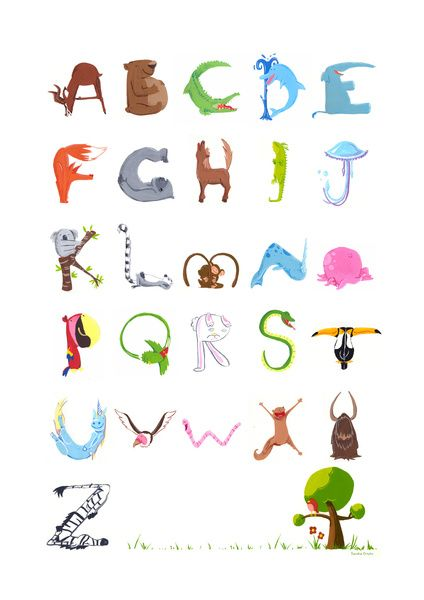 A B C D E
F G H I J
K L M N O
P Q R S T
U V W X Y
Z